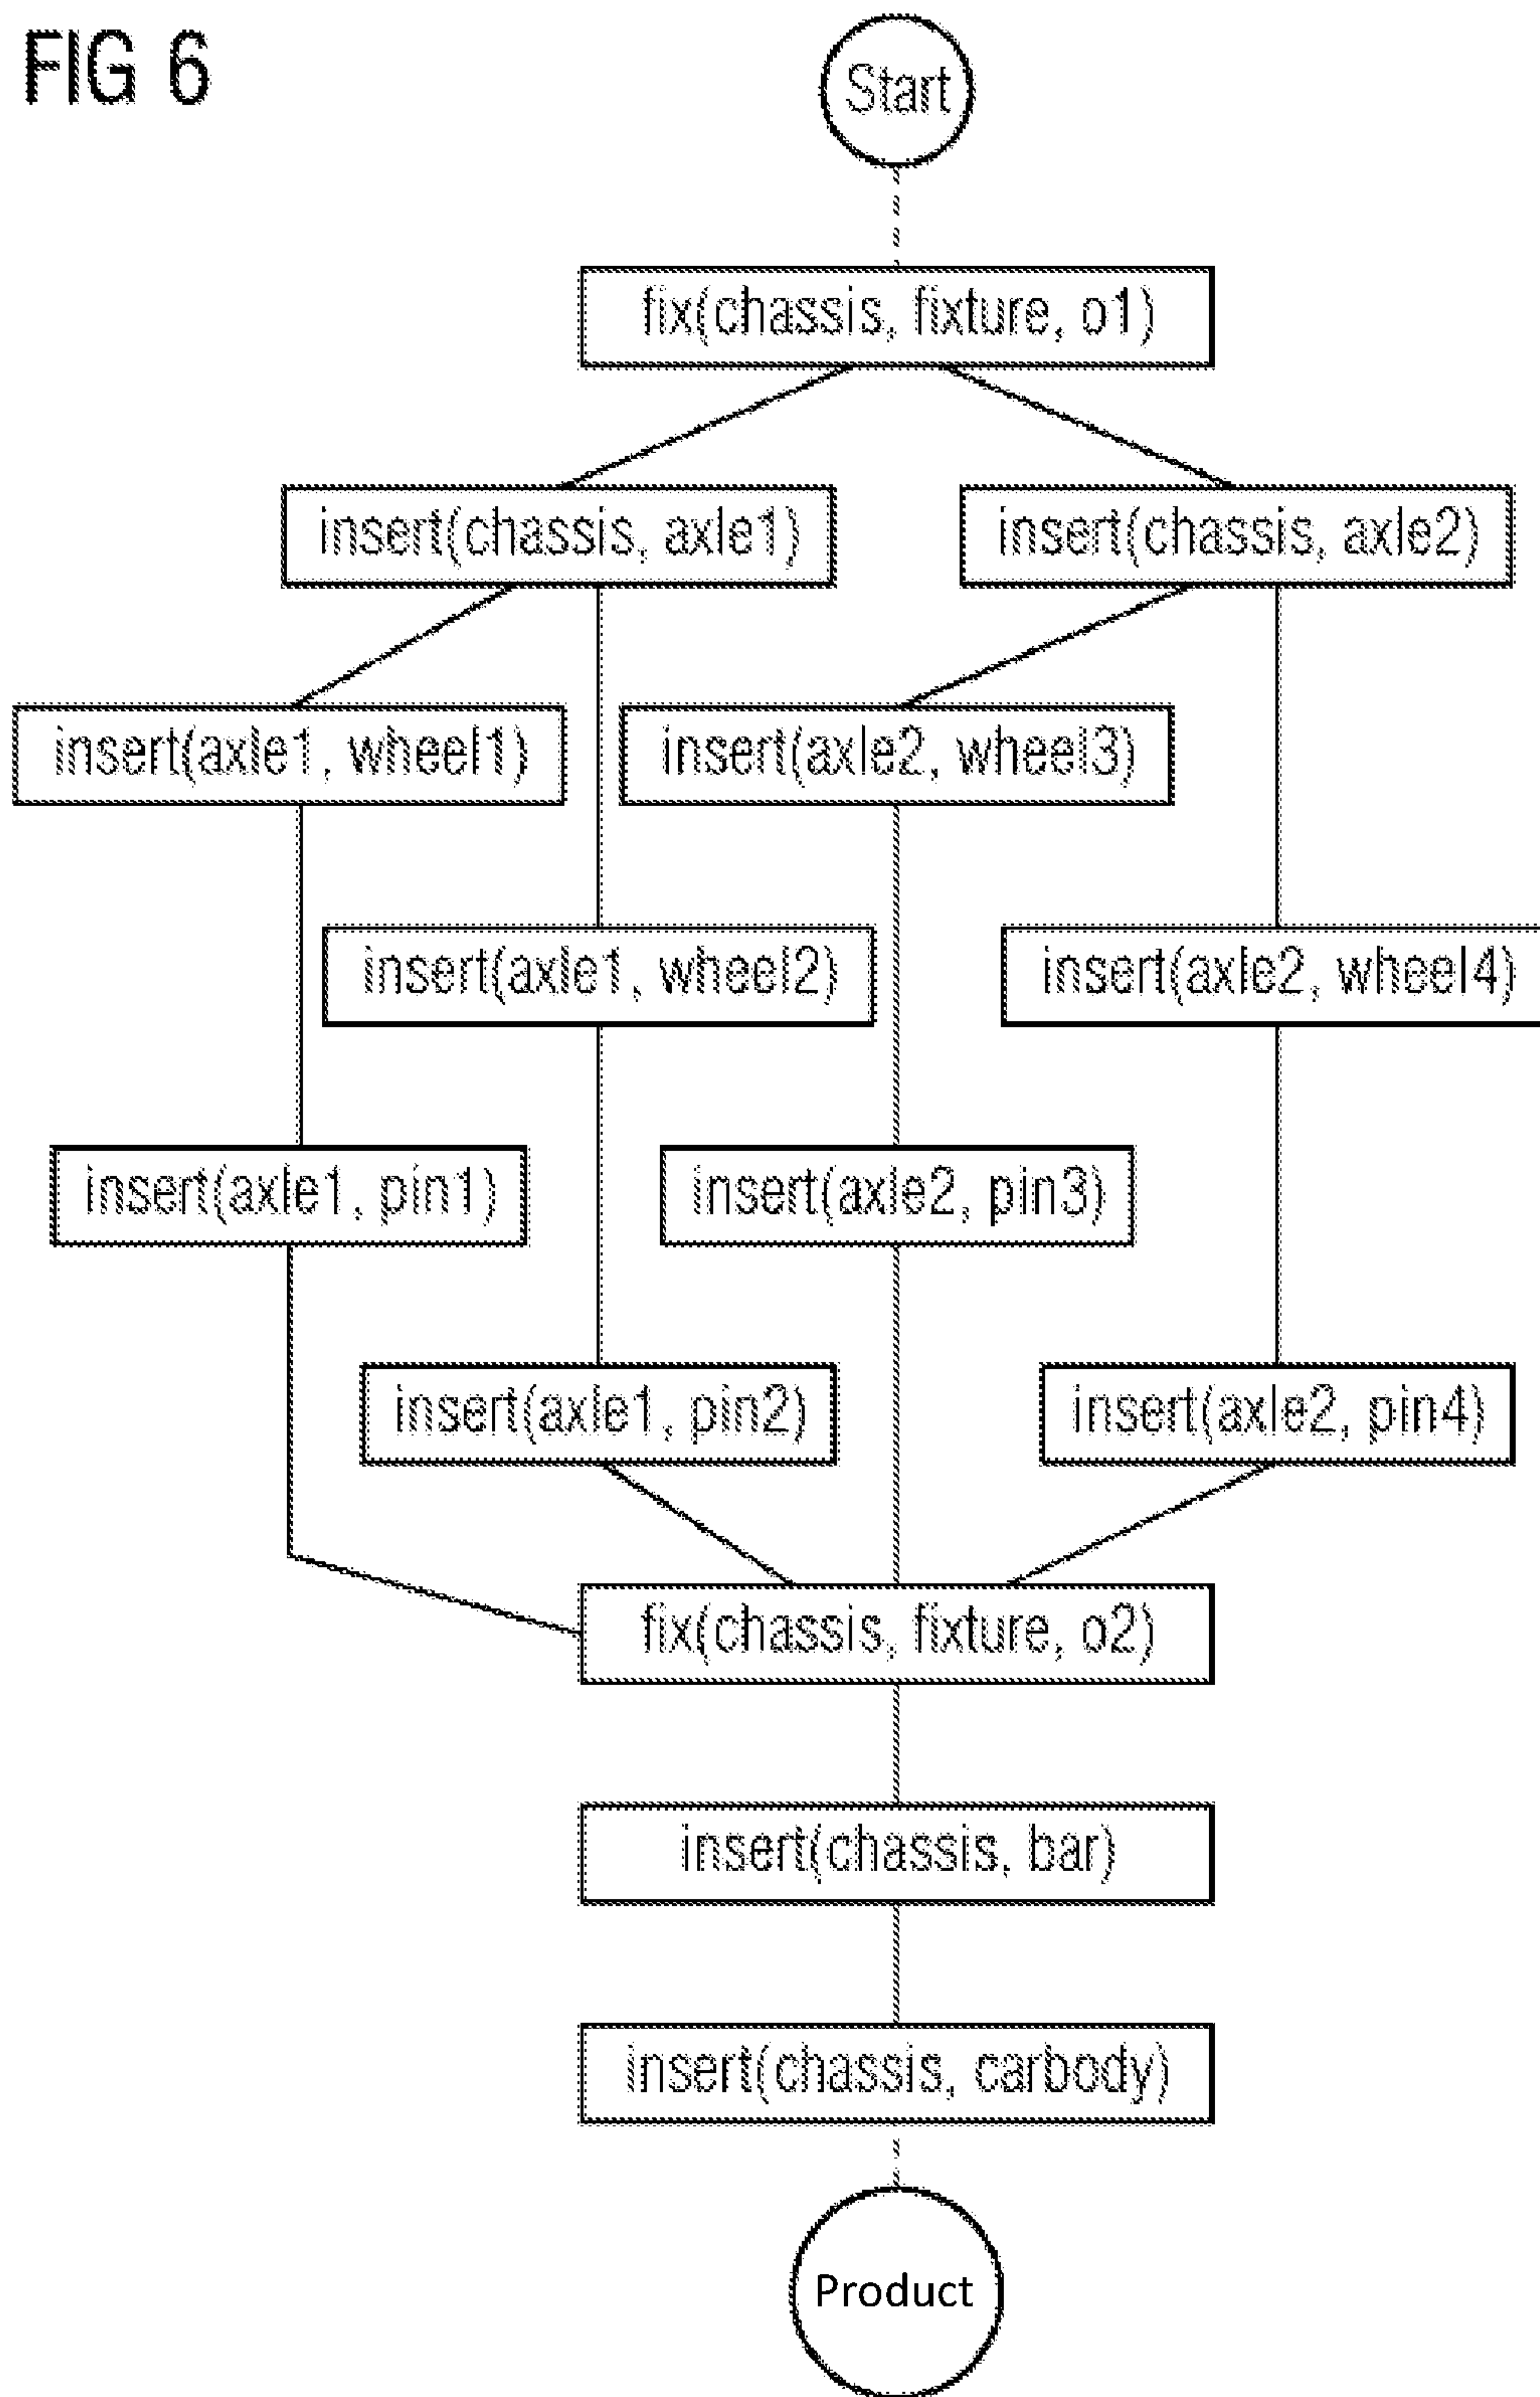 FIG 6
Start
fix(chassis, fixture, o1)
insert(chassis, axle1)
insert(chassis, axle2)
insert(axle1, wheel1)
insert(axle2, wheel3)
insert(axle1, wheel2)
insert(axle2, wheel4)
insert(axle1, pin1)
insert(axle2, pin3)
insert(axle1, pin2)
insert(axle2, pin4)
fix(chassis, fixture, o2)
insert(chassis, bar)
insert(chassis, carbody)
Product